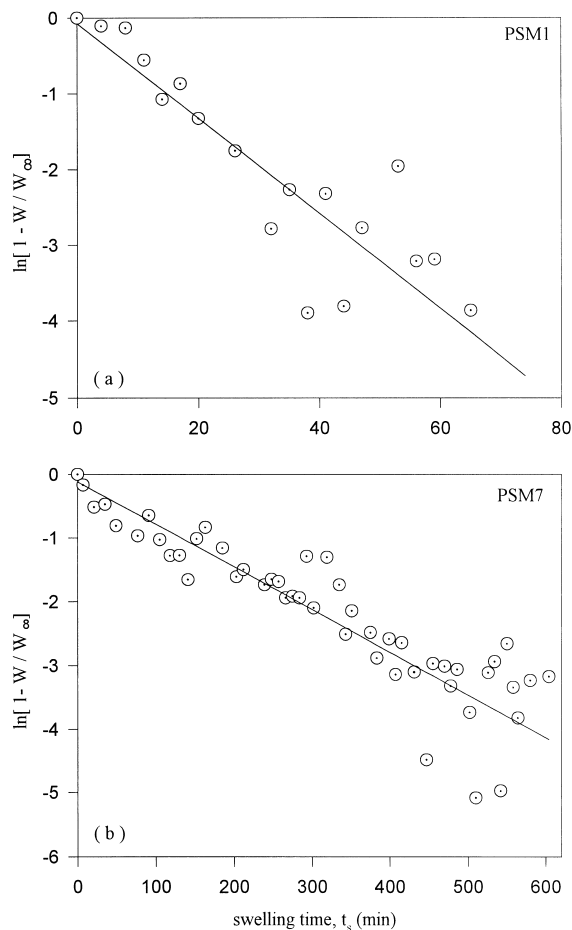 PSM1
0
-1
-2
-3
-4
-5
ln[ 1 - W / W∞]
( a )
0 20 40 60 80
PSM7
0
-1
-2
-3
-4
-5
-6
ln[ 1- W / W∞]
( b )
0 100 200 300 400 500 600
swelling time, ts (min)